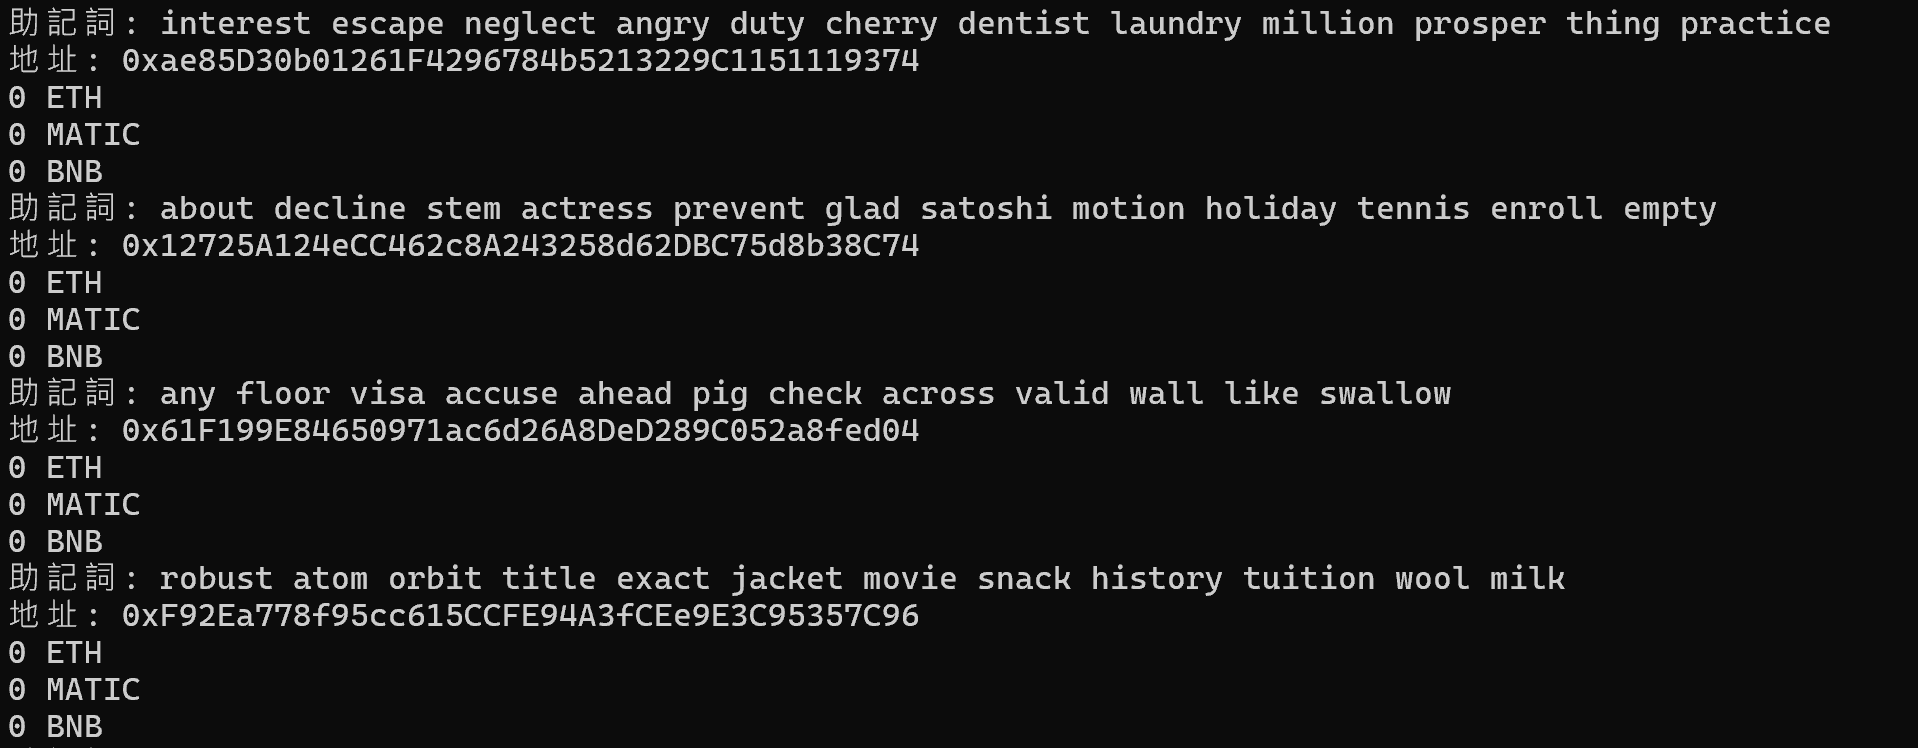 助記詞: interest escape neglect angry duty cherry dentist laundry million prosper thing practice
地址: 0xae85D30b01261F4296784b5213229C1151119374
0 ETH
0 MATIC
0 BNB
助記詞: about decline stem actress prevent glad satoshi motion holiday tennis enroll empty
地址: 0x12725A124eCC462c8A243258d62DBC75d8b38C74
0 ETH
0 MATIC
0 BNB
助記詞: any floor visa accuse ahead pig check across valid wall like swallow
地址: 0x61F199E84650971ac6d26A8DeD289C052a8fed04
0 ETH
0 MATIC
0 BNB
助記詞: robust atom orbit title exact jacket movie snack history tuition wool milk
地址: 0xF92Ea778f95cc615CCFE94A3fCEe9E3C95357C96
0 ETH
0 MATIC
0 BNB